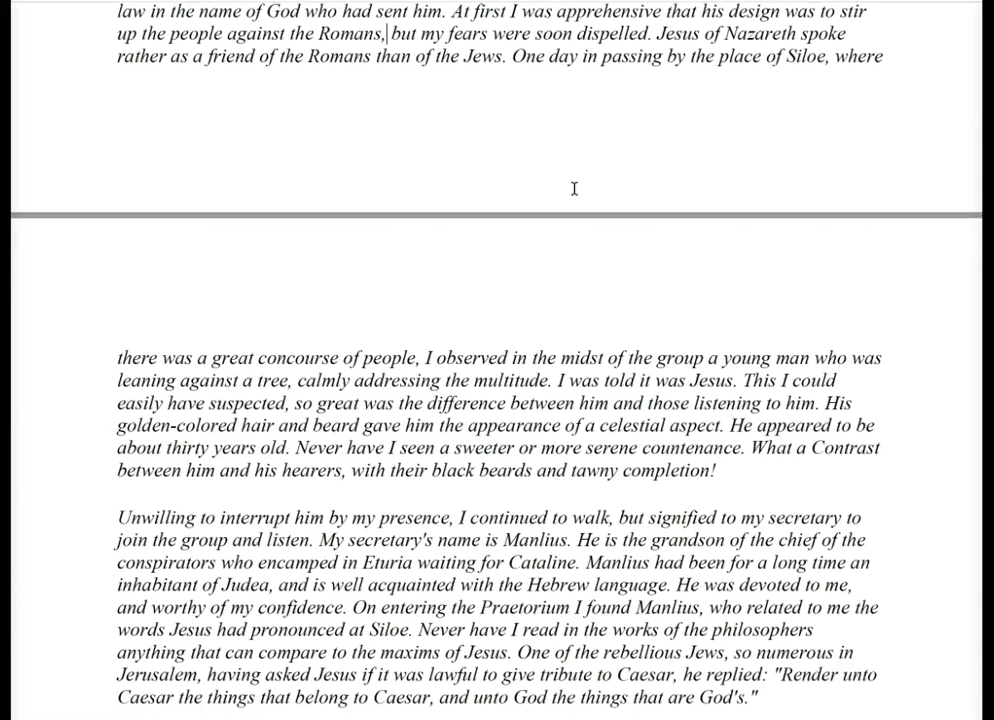 law in the name of God who had sent him. At first I was apprehensive that his design was to stir
up the people against the Romans, but my fears were soon dispelled. Jesus of Nazareth spoke
rather as a friend of the Romans than of the Jews. One day in passing by the place of Siloe, where
there was a great concourse of people, I observed in the midst of the group a young man who was
leaning against a tree, calmly addressing the multitude. I was told it was Jesus. This I could
easily have suspected, so great was the difference between him and those listening to him. His
golden-colored hair and beard gave him the appearance of a celestial aspect. He appeared to be
about thirty years old. Never have I seen a sweeter or more serene countenance. What a Contrast
between him and his hearers, with their black beards and tawny completion!
Unwilling to interrupt him by my presence, I continued to walk, but signified to my secretary to
join the group and listen. My secretary's name is Manlius. He is the grandson of the chief of the
conspirators who encamped in Eturia waiting for Cataline. Manlius had been for a long time an
inhabitant of Judea, and is well acquainted with the Hebrew language. He was devoted to me,
and worthy of my confidence. On entering the Praetorium I found Manlius, who related to me the
words Jesus had pronounced at Siloe. Never have I read in the works of the philosophers
anything that can compare to the maxims of Jesus. One of the rebellious Jews, so numerous in
Jerusalem, having asked Jesus if it was lawful to give tribute to Caesar, he replied: "Render unto
Caesar the things that belong to Caesar, and unto God the things that are God's."